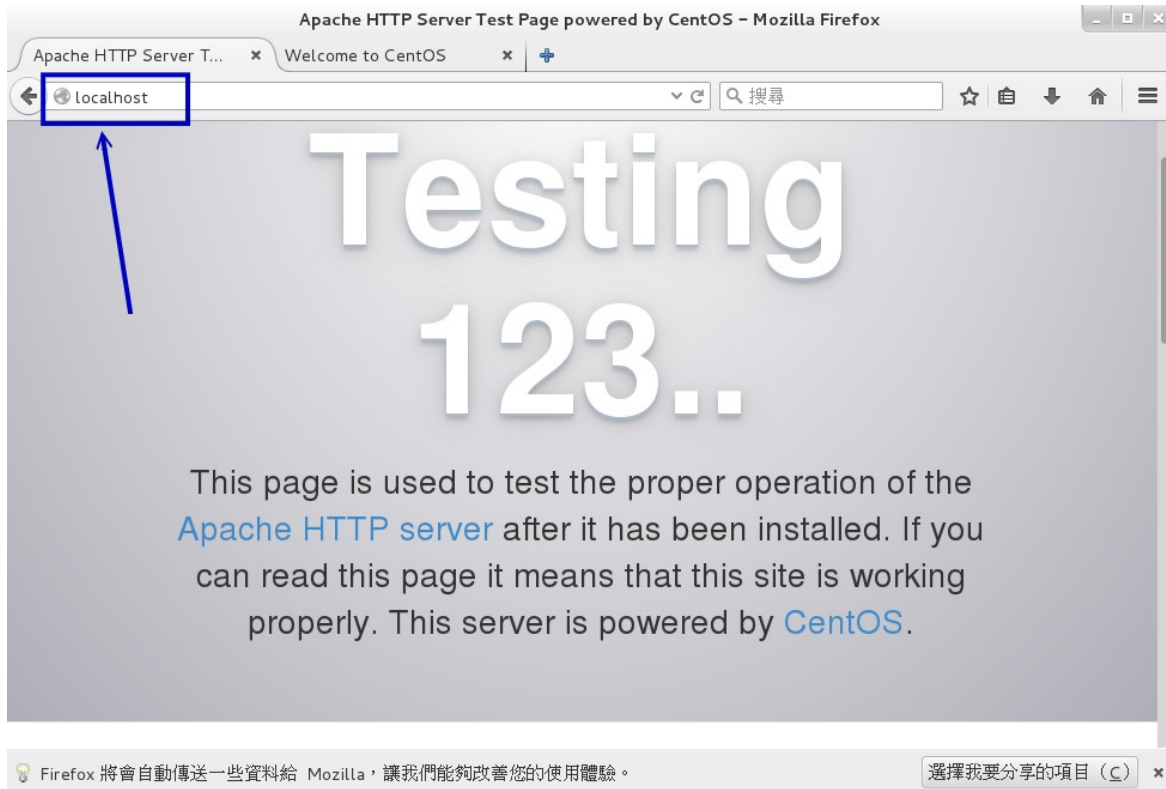 Apache HTTP Server Test Page powered by CentOS – Mozilla Firefox
Apache HTTP Server T... Welcome to CentOS
localhost 搜尋
Testing
123..
This page is used to test the proper operation of the
Apache HTTP server after it has been installed. If you
can read this page it means that this site is working
properly. This server is powered by CentOS.
Firefox 將會自動傳送一些資料給 Mozilla，讓我們能夠改善您的使用體驗。 選擇我要分享的項目 (C)